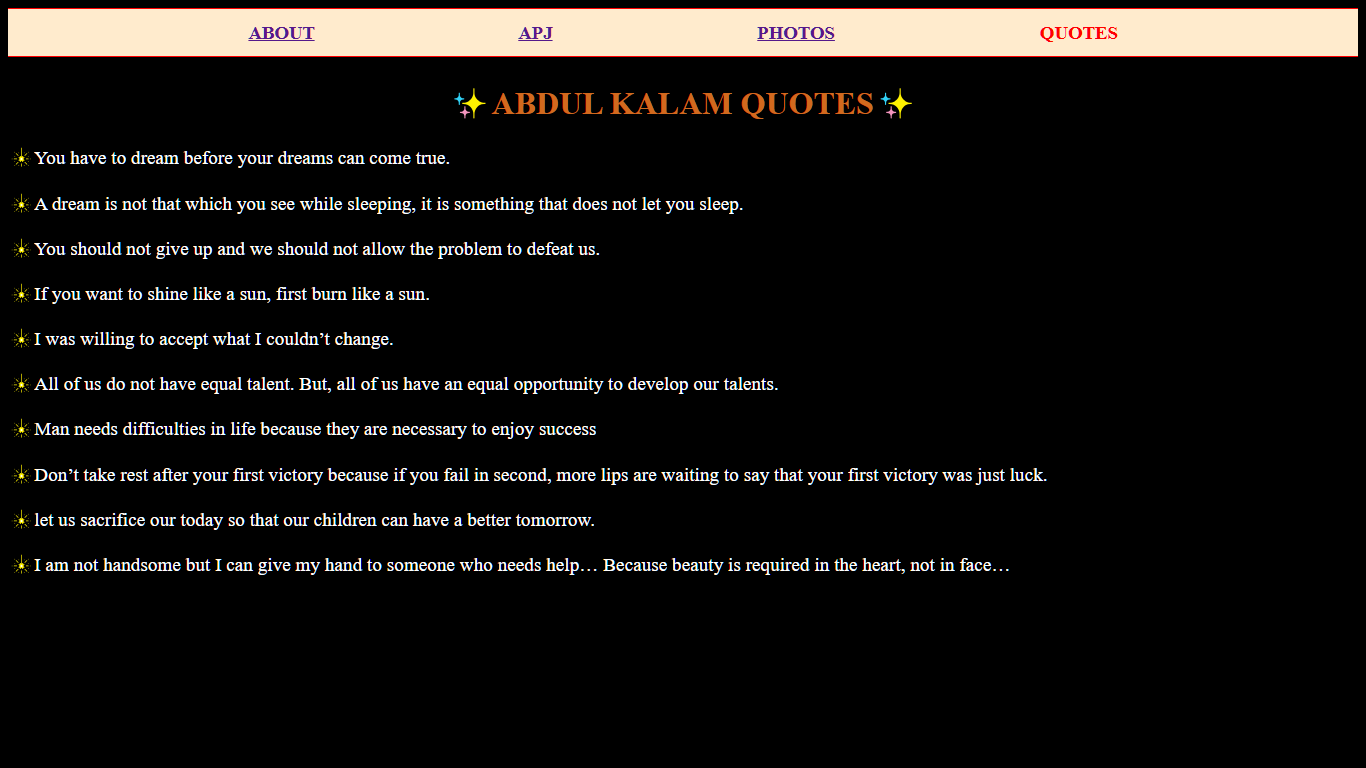 ABOUT APJ PHOTOS QUOTES
✨ ABDUL KALAM QUOTES ✨
You have to dream before your dreams can come true.
A dream is not that which you see while sleeping, it is something that does not let you sleep.
You should not give up and we should not allow the problem to defeat us.
If you want to shine like a sun, first burn like a sun.
I was willing to accept what I couldn’t change.
All of us do not have equal talent. But, all of us have an equal opportunity to develop our talents.
Man needs difficulties in life because they are necessary to enjoy success
Don’t take rest after your first victory because if you fail in second, more lips are waiting to say that your first victory was just luck.
let us sacrifice our today so that our children can have a better tomorrow.
I am not handsome but I can give my hand to someone who needs help… Because beauty is required in the heart, not in face…